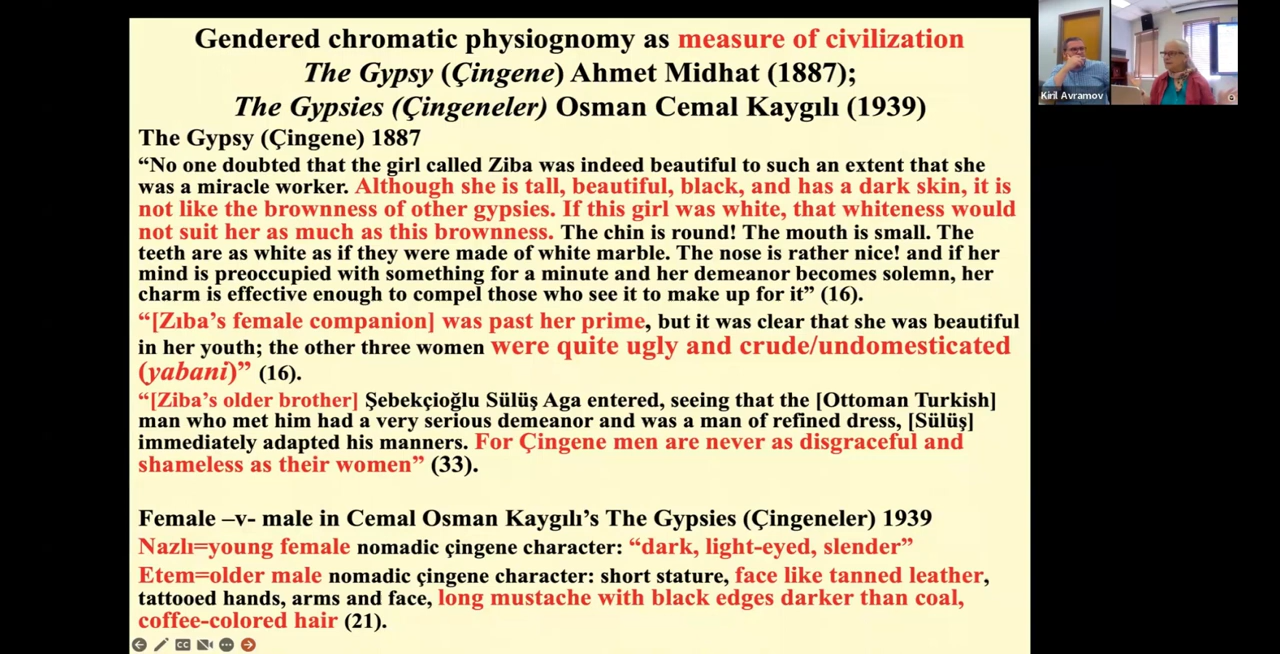 Gendered chromatic physiognomy as measure of civilization
The Gypsy (Çingene) Ahmet Midhat (1887);
The Gypsies (Çingeneler) Osman Cemal Kaygılı (1939)
The Gypsy (Çingene) 1887
“No one doubted that the girl called Ziba was indeed beautiful to such an extent that she
was a miracle worker. Although she is tall, beautiful, black, and has a dark skin, it is
not like the brownness of other gypsies. If this girl was white, that whiteness would
not suit her as much as this brownness. The chin is round! The mouth is small. The
teeth are as white as if they were made of white marble. The nose is rather nice! and if her
mind is preoccupied with something for a minute and her demeanor becomes solemn, her
charm is effective enough to compel those who see it to make up for it” (16).
“[Zıba’s female companion] was past her prime, but it was clear that she was beautiful
in her youth; the other three women were quite ugly and crude/undomesticated
(yabani)” (16).
“[Ziba’s older brother] Şebekçioğlu Sülüş Aga entered, seeing that the [Ottoman Turkish]
man who met him had a very serious demeanor and was a man of refined dress, [Sülüş]
immediately adapted his manners. For Çingene men are never as disgraceful and
shameless as their women” (33).
Female –v- male in Cemal Osman Kaygılı’s The Gypsies (Çingeneler) 1939
Nazlı=young female nomadic çingene character: “dark, light-eyed, slender”
Etem=older male nomadic çingene character: short stature, face like tanned leather,
tattooed hands, arms and face, long mustache with black edges darker than coal,
coffee-colored hair (21).
CC
Kiril Avramov